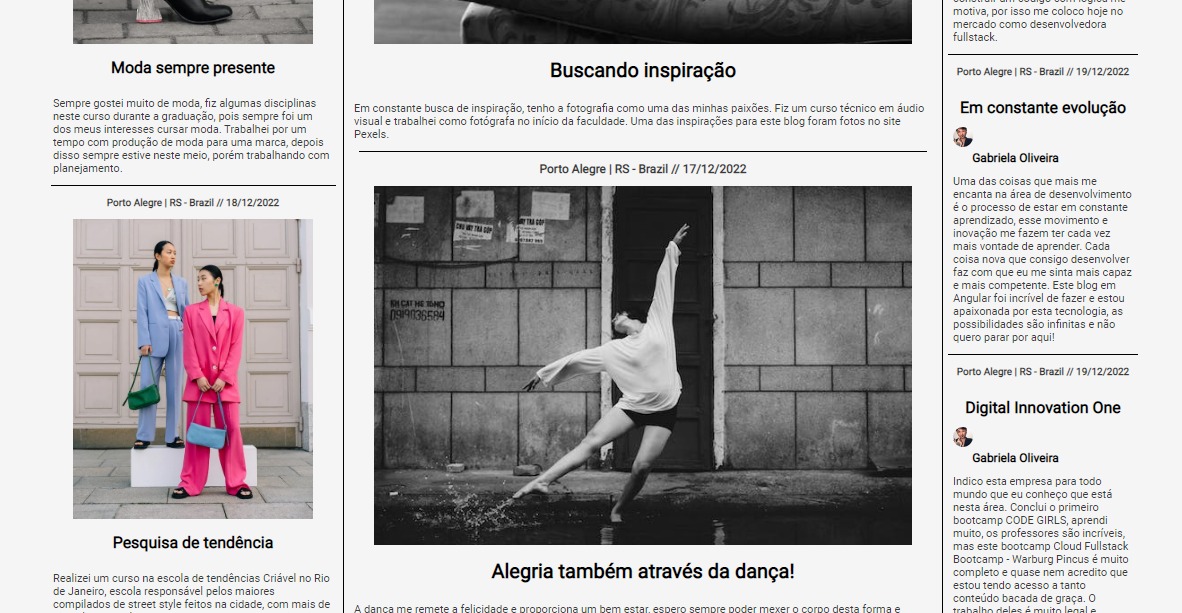 Moda sempre presente
Sempre gostei muito de moda, fiz algumas disciplinas
neste curso durante a graduação, pois sempre foi um
dos meus interesses cursar moda. Trabalhei por um
tempo com produção de moda para uma marca, depois
disso sempre estive neste meio, porém trabalhando com
planejamento.
Porto Alegre | RS - Brazil // 18/12/2022
Pesquisa de tendência
Realizei um curso na escola de tendências Criável no Rio
de Janeiro, escola responsável pelos maiores
compilados de street style feitos na cidade, com mais de
Buscando inspiração
Em constante busca de inspiração, tenho a fotografia como uma das minhas paixões. Fiz um curso técnico em áudio
visual e trabalhei como fotógrafa no início da faculdade. Uma das inspirações para este blog foram fotos no site
Pexels.
Porto Alegre | RS - Brazil // 17/12/2022
0919036584
Alegria também através da dança!
A dança me remete a felicidade e proporciona um bem estar, espero sempre poder mexer o corpo desta forma e
motiva, por isso me coloco hoje no
mercado como desenvolvedora
fullstack.
Porto Alegre | RS - Brazil // 19/12/2022
Em constante evolução
Gabriela Oliveira
Uma das coisas que mais me
encanta na área de desenvolvimento
é o processo de estar em constante
aprendizado, esse movimento e
inovação me fazem ter cada vez
mais vontade de aprender. Cada
coisa nova que consigo desenvolver
faz com que eu me sinta mais capaz
e mais competente. Este blog em
Angular foi incrível de fazer e estou
apaixonada por esta tecnologia, as
possibilidades são infinitas e não
quero parar por aqui!
Porto Alegre | RS - Brazil // 19/12/2022
Digital Innovation One
Gabriela Oliveira
Indico esta empresa para todo
mundo que eu conheço que está
nesta área. Conclui o primeiro
bootcamp CODE GIRLS, aprendi
muito, os professores são incríveis,
mas este bootcamp Cloud Fullstack
Bootcamp - Warburg Pincus é muito
completo e quase nem acredito que
estou tendo acesso a tanto
conteúdo bacada de graça. O
trabalho deles é muito legal e